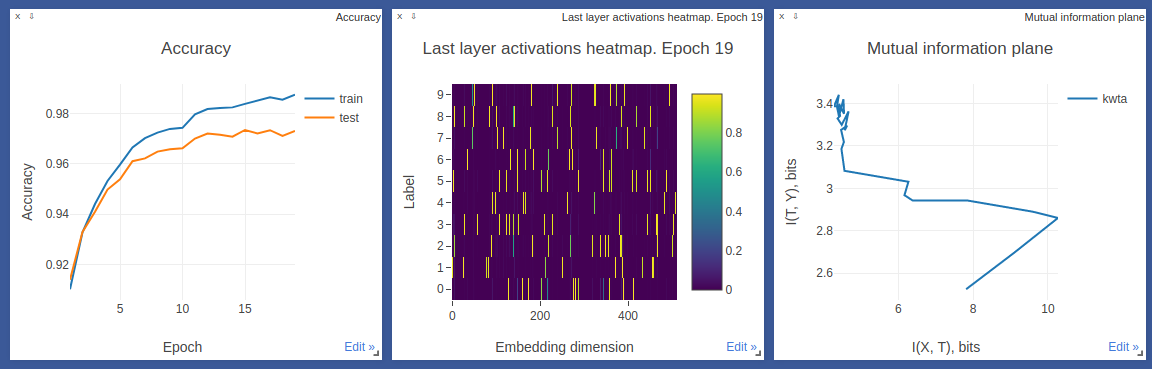 X ⇩ Accuracy
Accuracy
train
test
0.98
0.96
0.94
0.92
Accuracy
5 10 15
Epoch
Edit »
X ⇩ Last layer activations heatmap. Epoch 19
Last layer activations heatmap. Epoch 19
9
8
7
6
5
4
3
2
1
0
Label
0 200 400
Embedding dimension
0.8
0.6
0.4
0.2
0
Edit »
X ⇩ Mutual information plane
Mutual information plane
kwta
3.4
3.2
3
2.8
2.6
I(T, Y), bits
6 8 10
I(X, T), bits
Edit »